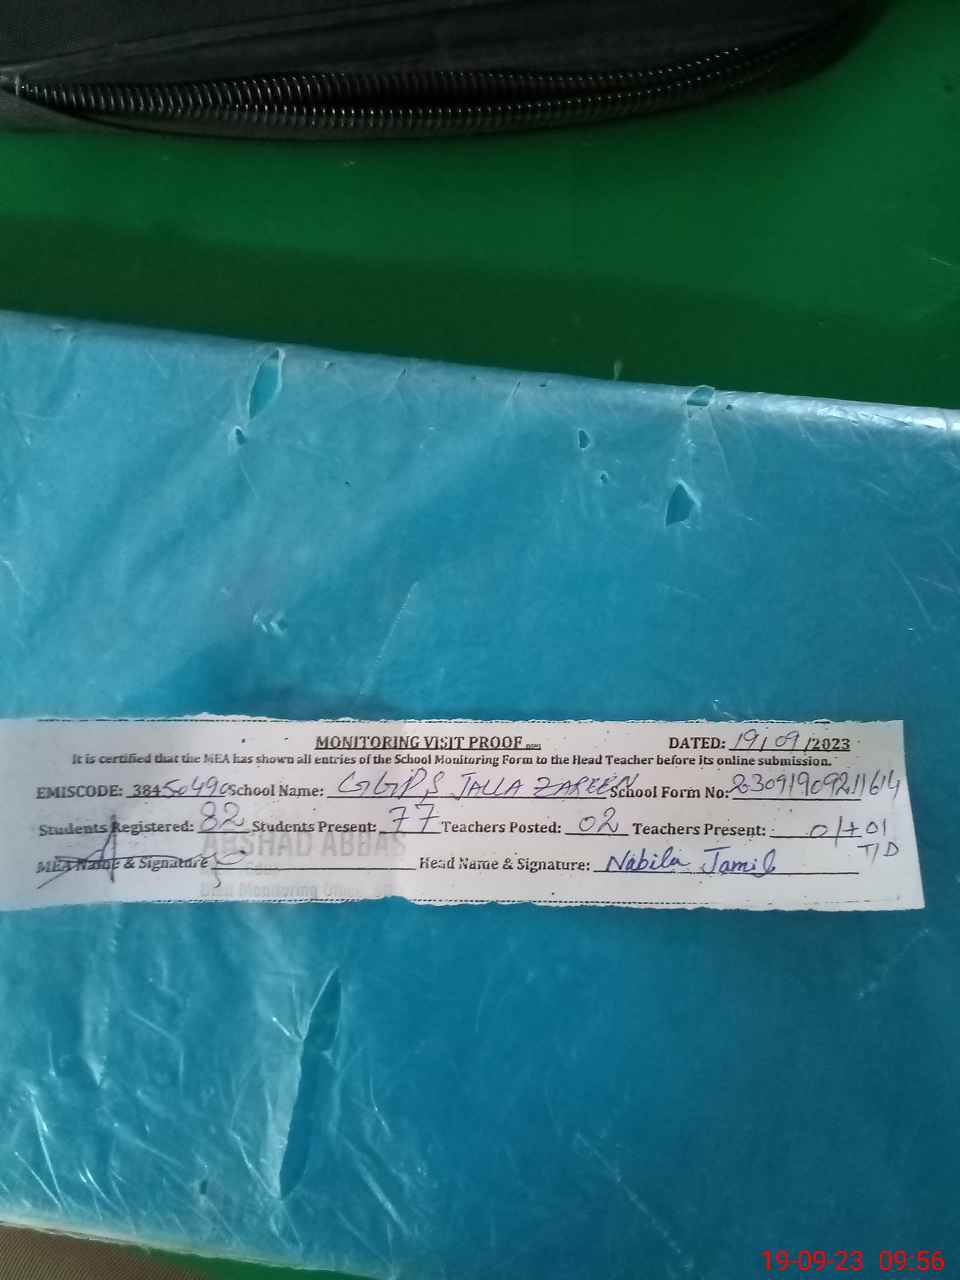 MONITORING VISIT PROOF DATED: 19/09/2023
It is certified that the MEA has shown all entries of the School Monitoring Form to the Head Teacher before its online submission.
EMISCODE: 38450490 School Name: GGPS JALLA ZAREEN School Form No: 23091909211614
Students Registered: 82 Students Present: 77 Teachers Posted: 02 Teachers Present: 01+01
T/D
MEA Name & Signature Head Name & Signature: Nabila Jamil
ARSHAD ABBAS
Monitoring
19-09-23 09:56